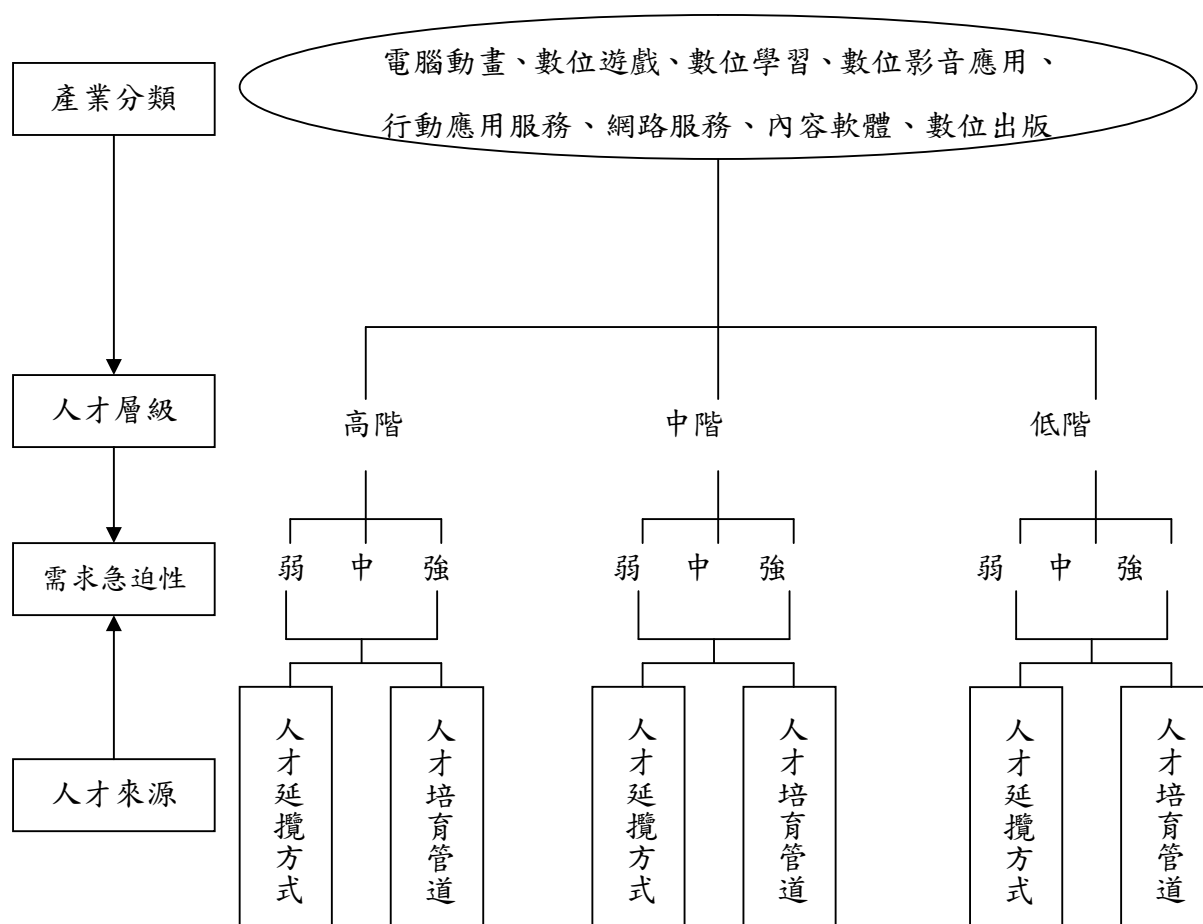 產業分類
電腦動畫、數位遊戲、數位學習、數位影音應用、
行動應用服務、網路服務、內容軟體、數位出版
人才層級
高階
中階
低階
需求急迫性
弱 中 強
弱 中 強
弱 中 強
人才來源
人才延攬方式
人才培育管道
人才延攬方式
人才培育管道
人才延攬方式
人才培育管道